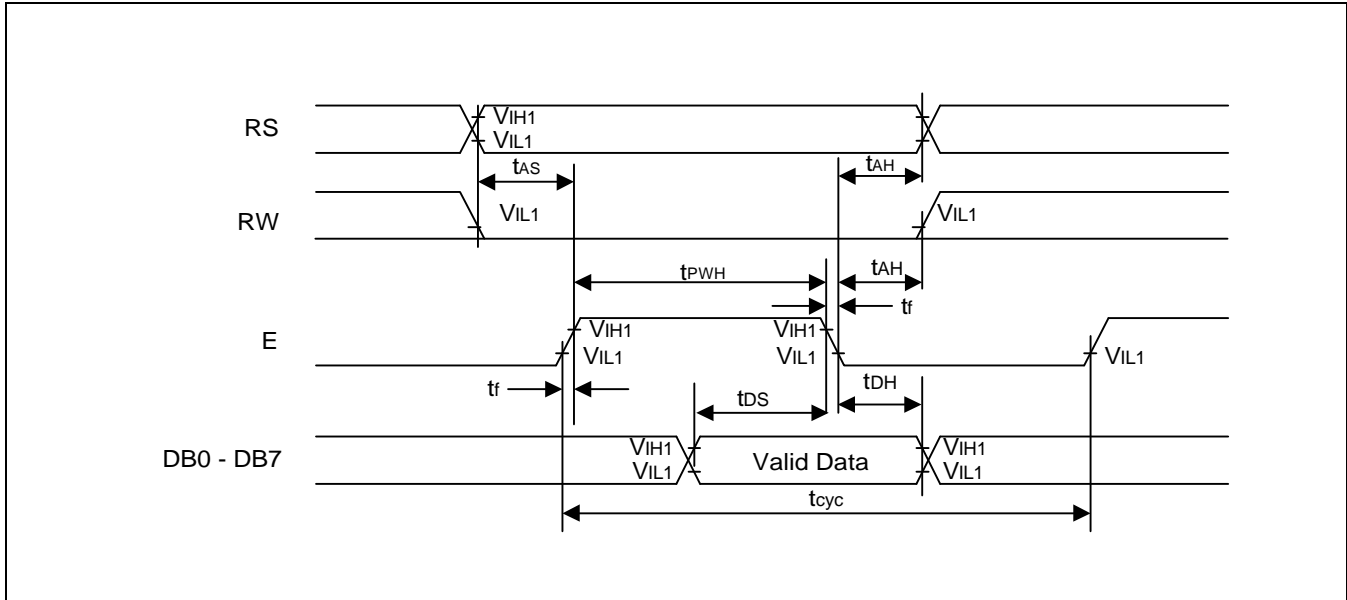 RS
VIH1
VIL1
tAS
tAH
RW
VIL1
VIL1
tPWH
tAH
tf
E
VIH1
VIH1
VIL1
VIL1
VIL1
tf
tDS
tDH
DB0 - DB7
VIH1
VIL1
Valid Data
VIH1
VIL1
tcyc